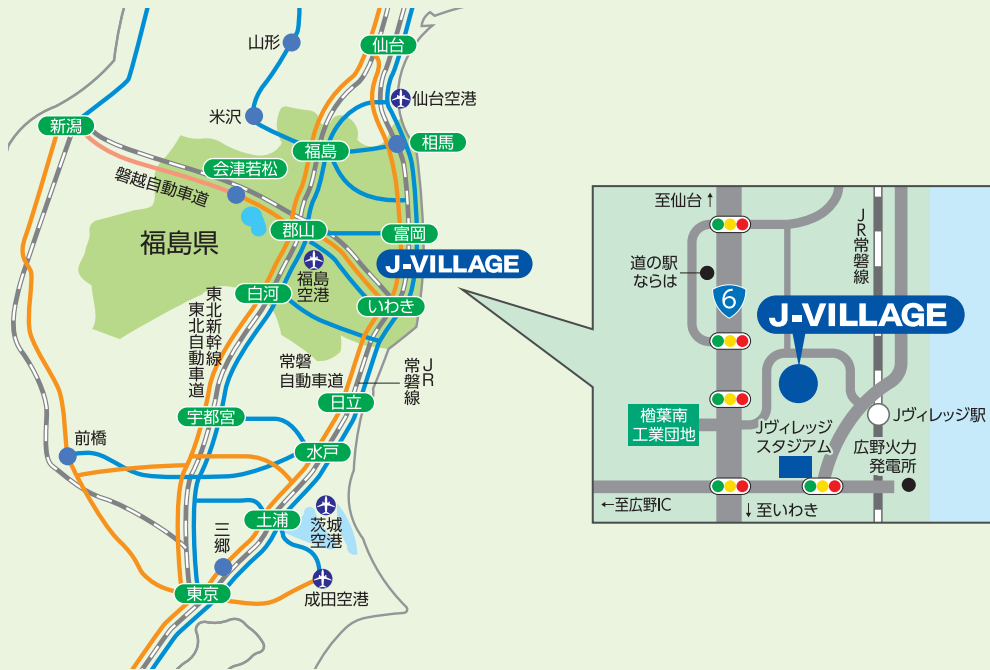 山形
仙台
仙台空港
米沢
新潟
福島
相馬
会津若松
磐越自動車道
福島県
郡山
富岡
J-VILLAGE
福島
空港
白河
いわき
東北新幹線
東北自動車道
常磐
自動車道
JR
常磐線
日立
宇都宮
前橋
水戸
土浦
茨城
空港
三郷
東京
成田空港
至仙台↑
JR常磐線
道の駅
ならは
6
J-VILLAGE
楢葉南
工業団地
Jヴィレッジ
スタジアム
Jヴィレッジ駅
広野火力
発電所
←至広野IC
↓至いわき